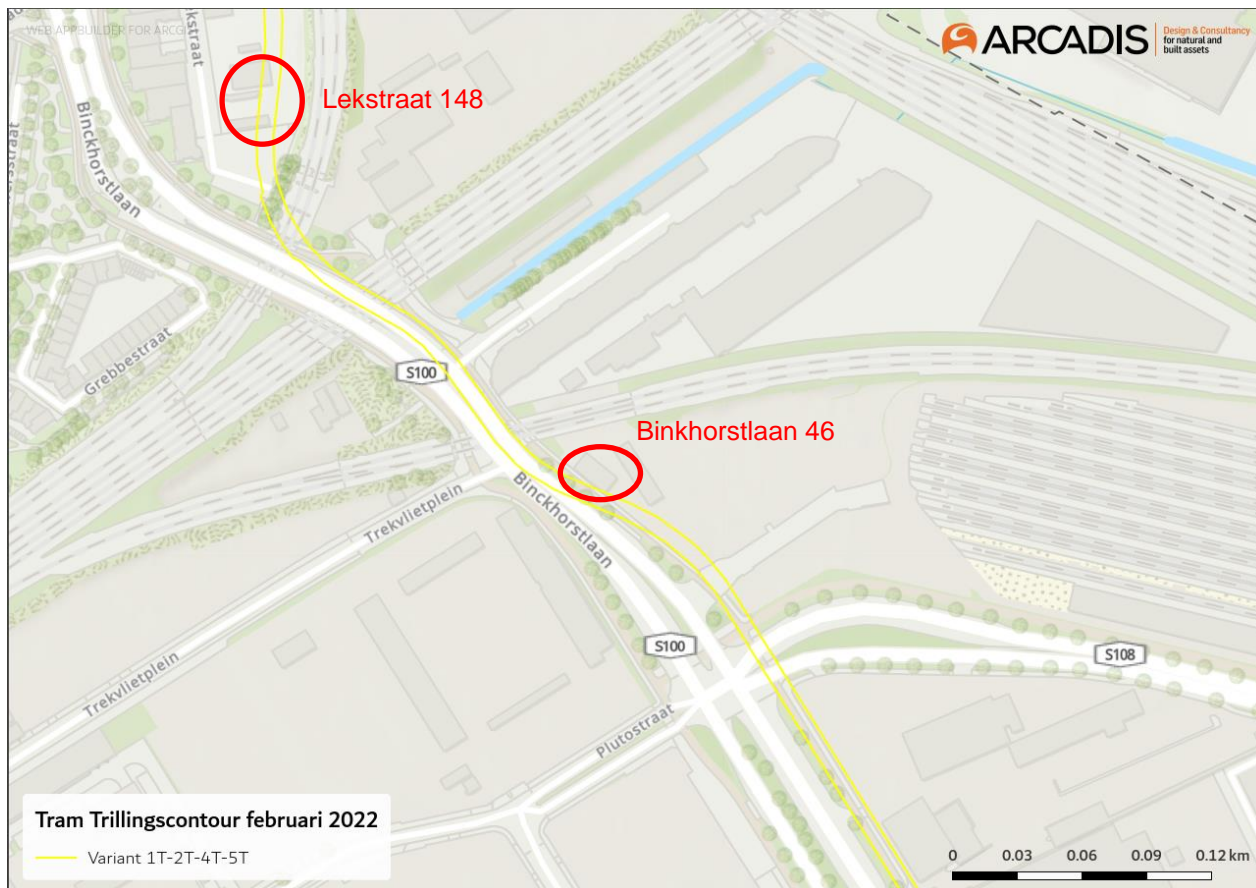 WEB APPBUILDER FOR ARCG
ARCADIS
Design & Consultancy
for natural and
built assets
Lekstraat 148
Binckhorstlaan
Grebbestraat
S100
Binkhorstlaan 46
Trekvlietplein
Binckhorstlaan
S100
S108
Trekvlietplein
Plutostraat
Tram Trillingscontour februari 2022
Variant 1T-2T-4T-5T
0 0.03 0.06 0.09 0.12 km